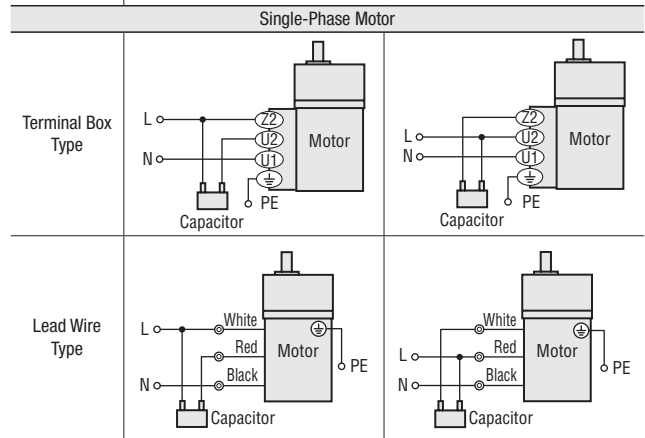 Single-Phase Motor
Terminal Box
Type
L
N
Z2
U2
U1
Motor
PE
Capacitor
L
N
Z2
U2
U1
Motor
PE
Capacitor
Lead Wire
Type
L
N
White
Red
Black
Motor
PE
Capacitor
L
N
White
Red
Black
Motor
PE
Capacitor